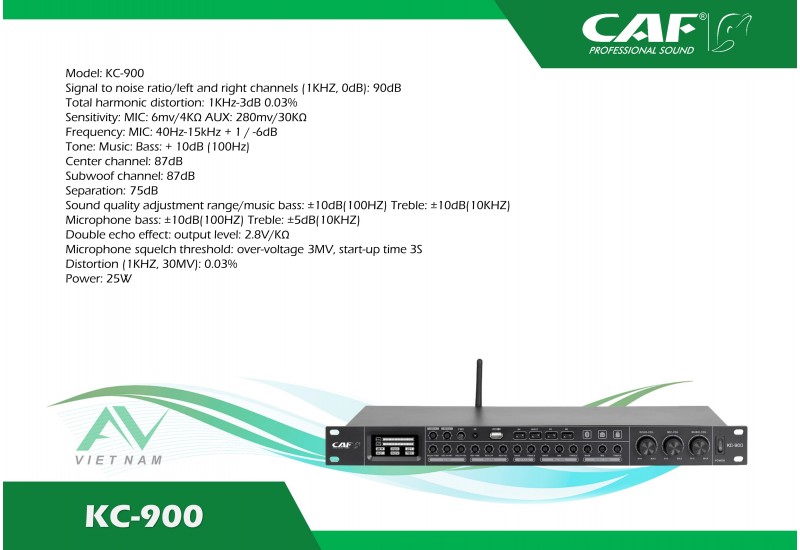 CAF®
PROFESSIONAL SOUND
Model: KC-900
Signal to noise ratio/left and right channels (1KHZ, 0dB): 90dB
Total harmonic distortion: 1KHz-3dB 0.03%
Sensitivity: MIC: 6mv/4KΩ AUX: 280mv/30KΩ
Frequency: MIC: 40Hz-15kHz + 1 / -6dB
Tone: Music: Bass: + 10dB (100Hz)
Center channel: 87dB
Subwoof channel: 87dB
Separation: 75dB
Sound quality adjustment range/music bass: ±10dB(100HZ) Treble: ±10dB(10KHZ)
Microphone bass: ±10dB(100HZ) Treble: ±5dB(10KHZ)
Double echo effect: output level: 2.8V/KΩ
Microphone squelch threshold: over-voltage 3MV, start-up time 3S
Distortion (1KHZ, 30MV): 0.03%
Power: 25W
AV
VIET NAM
CAF
KC-900
KC-900